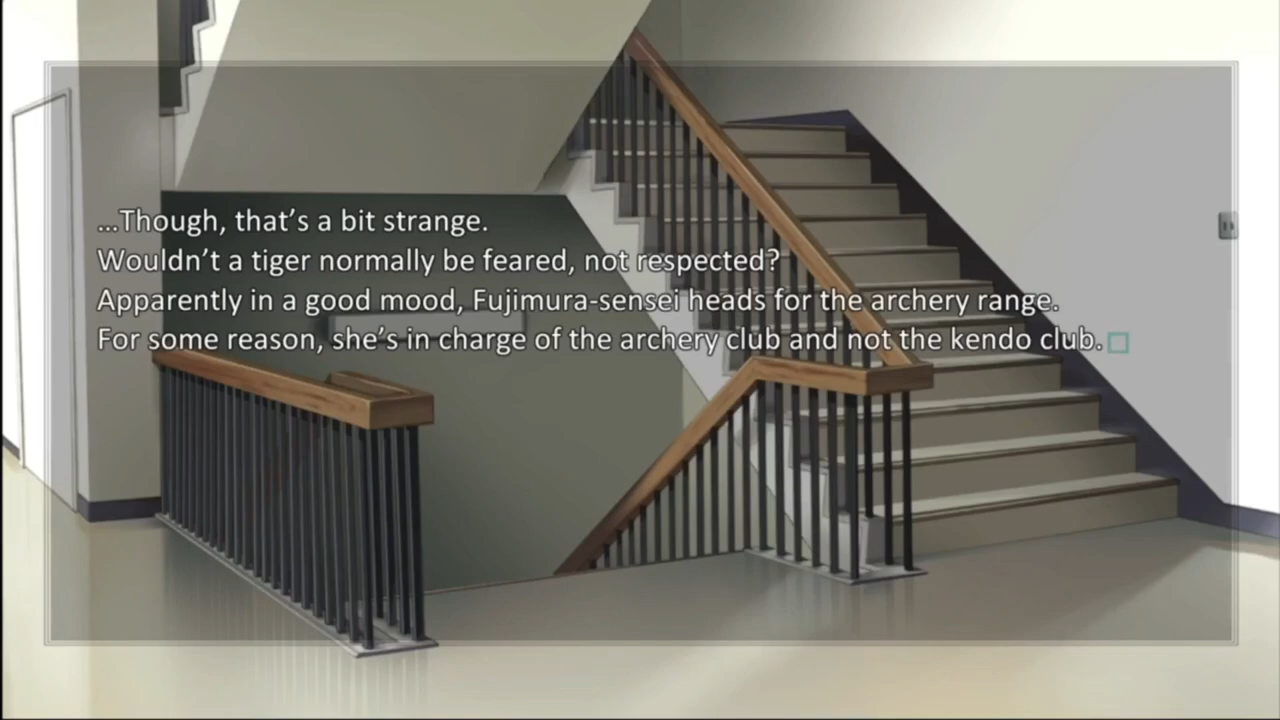 …Though, that’s a bit strange.
Wouldn’t a tiger normally be feared, not respected?
Apparently in a good mood, Fujimura-sensei heads for the archery range.
For some reason, she’s in charge of the archery club and not the kendo club.